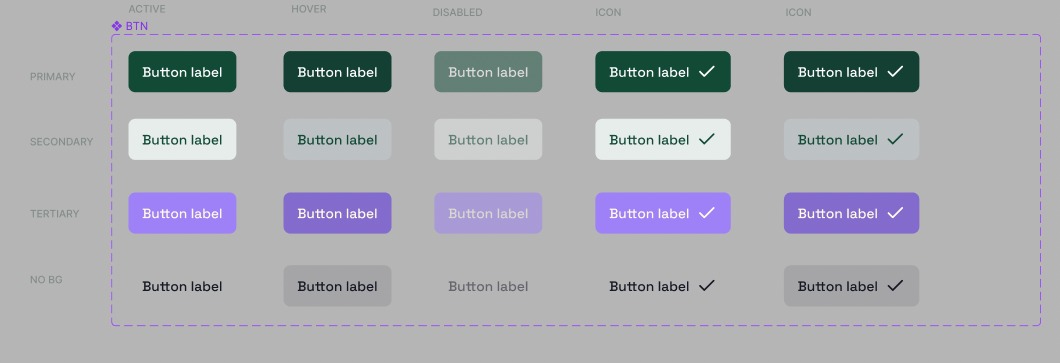 ACTIVE HOVER DISABLED ICON ICON
BTN
PRIMARY Button label Button label Button label Button label Button label
SECONDARY Button label Button label Button label Button label Button label
TERTIARY Button label Button label Button label Button label Button label
NO BG Button label Button label Button label Button label Button label